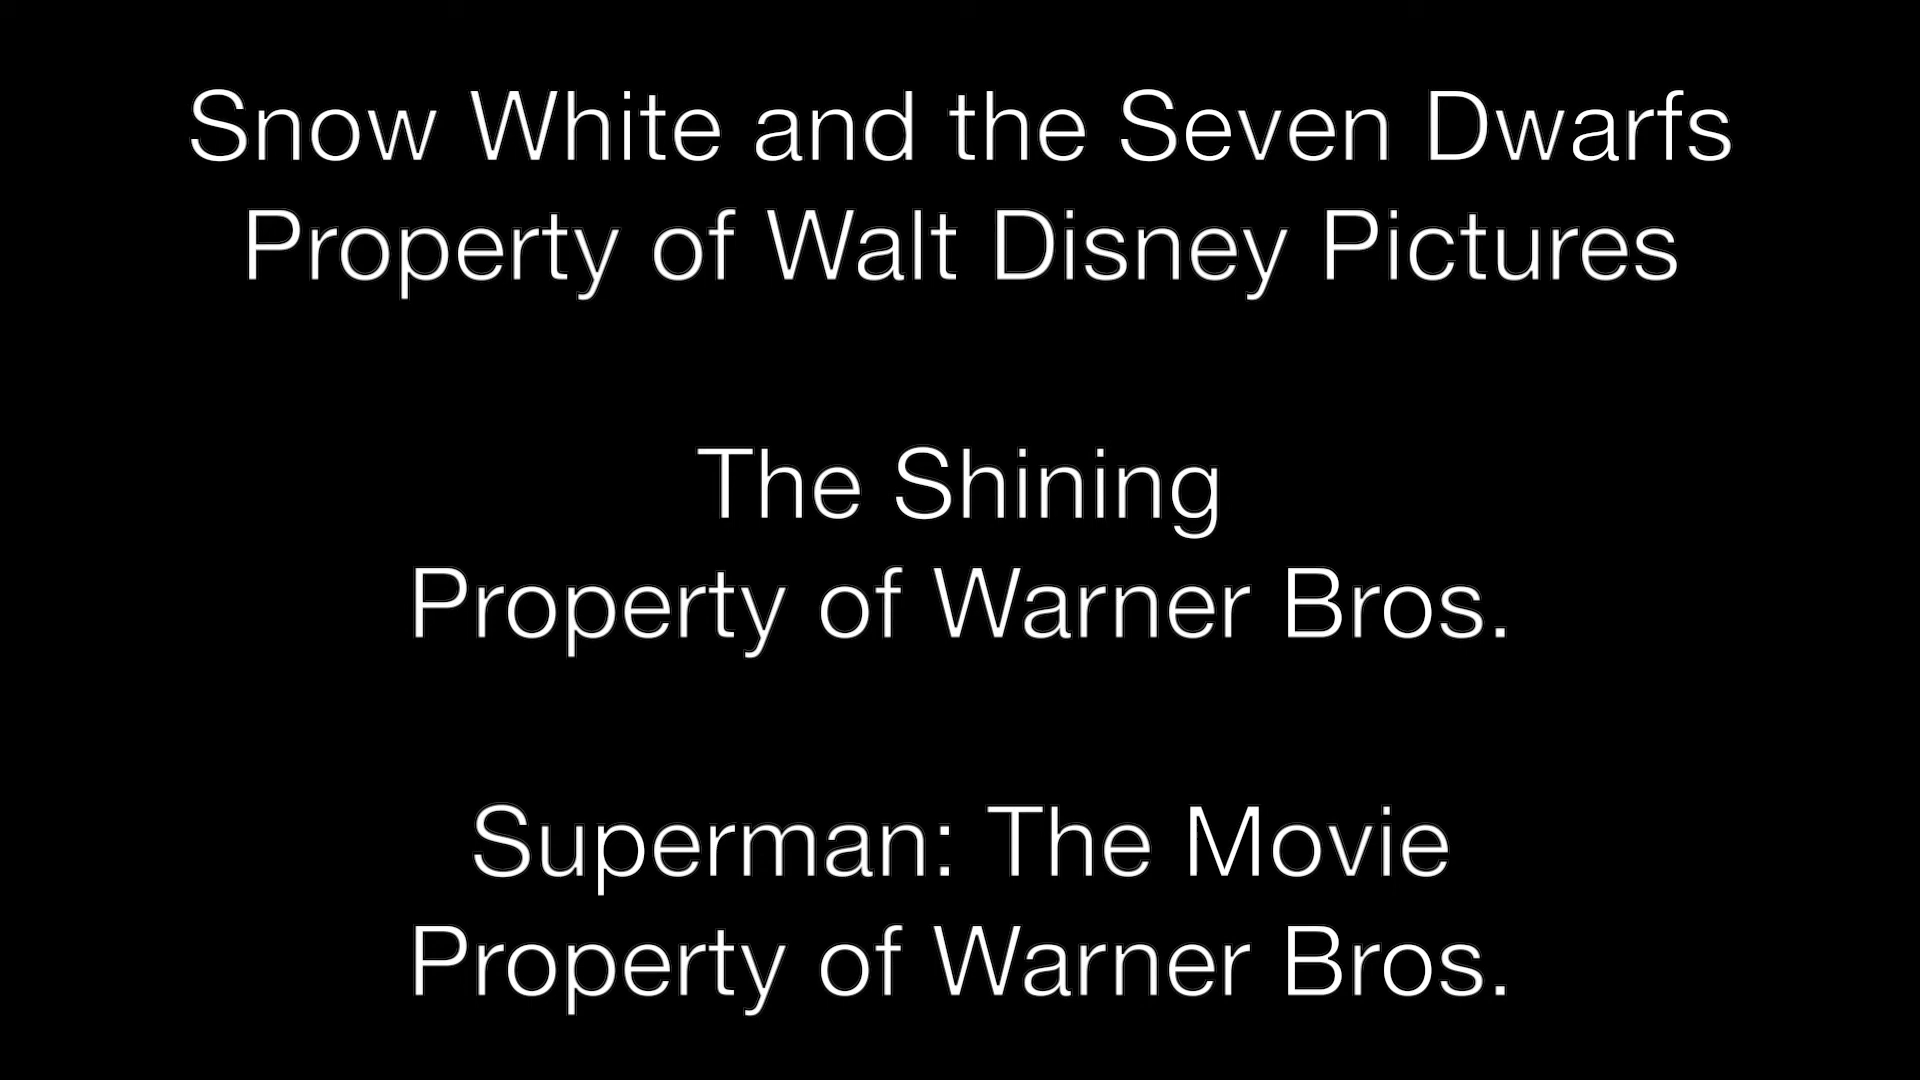 Snow White and the Seven Dwarfs
Property of Walt Disney Pictures
The Shining
Property of Warner Bros.
Superman: The Movie
Property of Warner Bros.